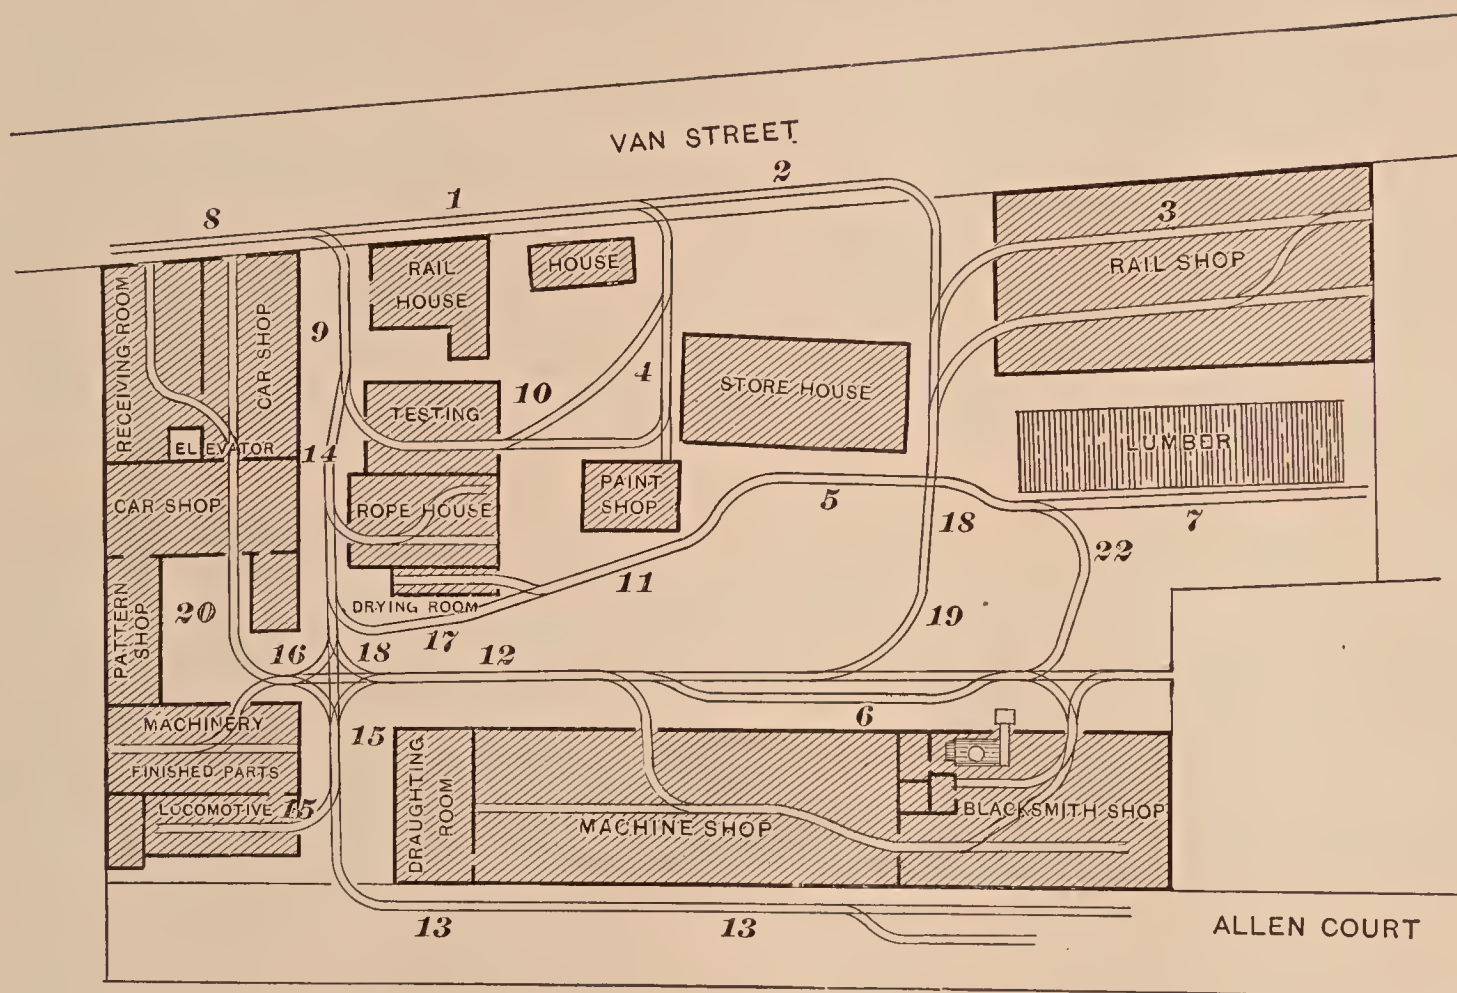 VAN STREET
2
1
8
3
RAIL SHOP
RAIL
HOUSE
HOUSE
RECEIVING ROOM
CAR SHOP
9
4
10
STORE HOUSE
TESTING
ELEVATOR
14
LUMBER
CAR SHOP
ROPE HOUSE
PAINT
SHOP
5
18
7
22
11
PATTERN
SHOP
20
DRYING ROOM
17
19
16
18
12
MACHINERY
15
6
FINISHED PARTS
LOCOMOTIVE
15
DRAUGHTING
ROOM
MACHINE SHOP
BLACKSMITH SHOP
13
13
ALLEN COURT